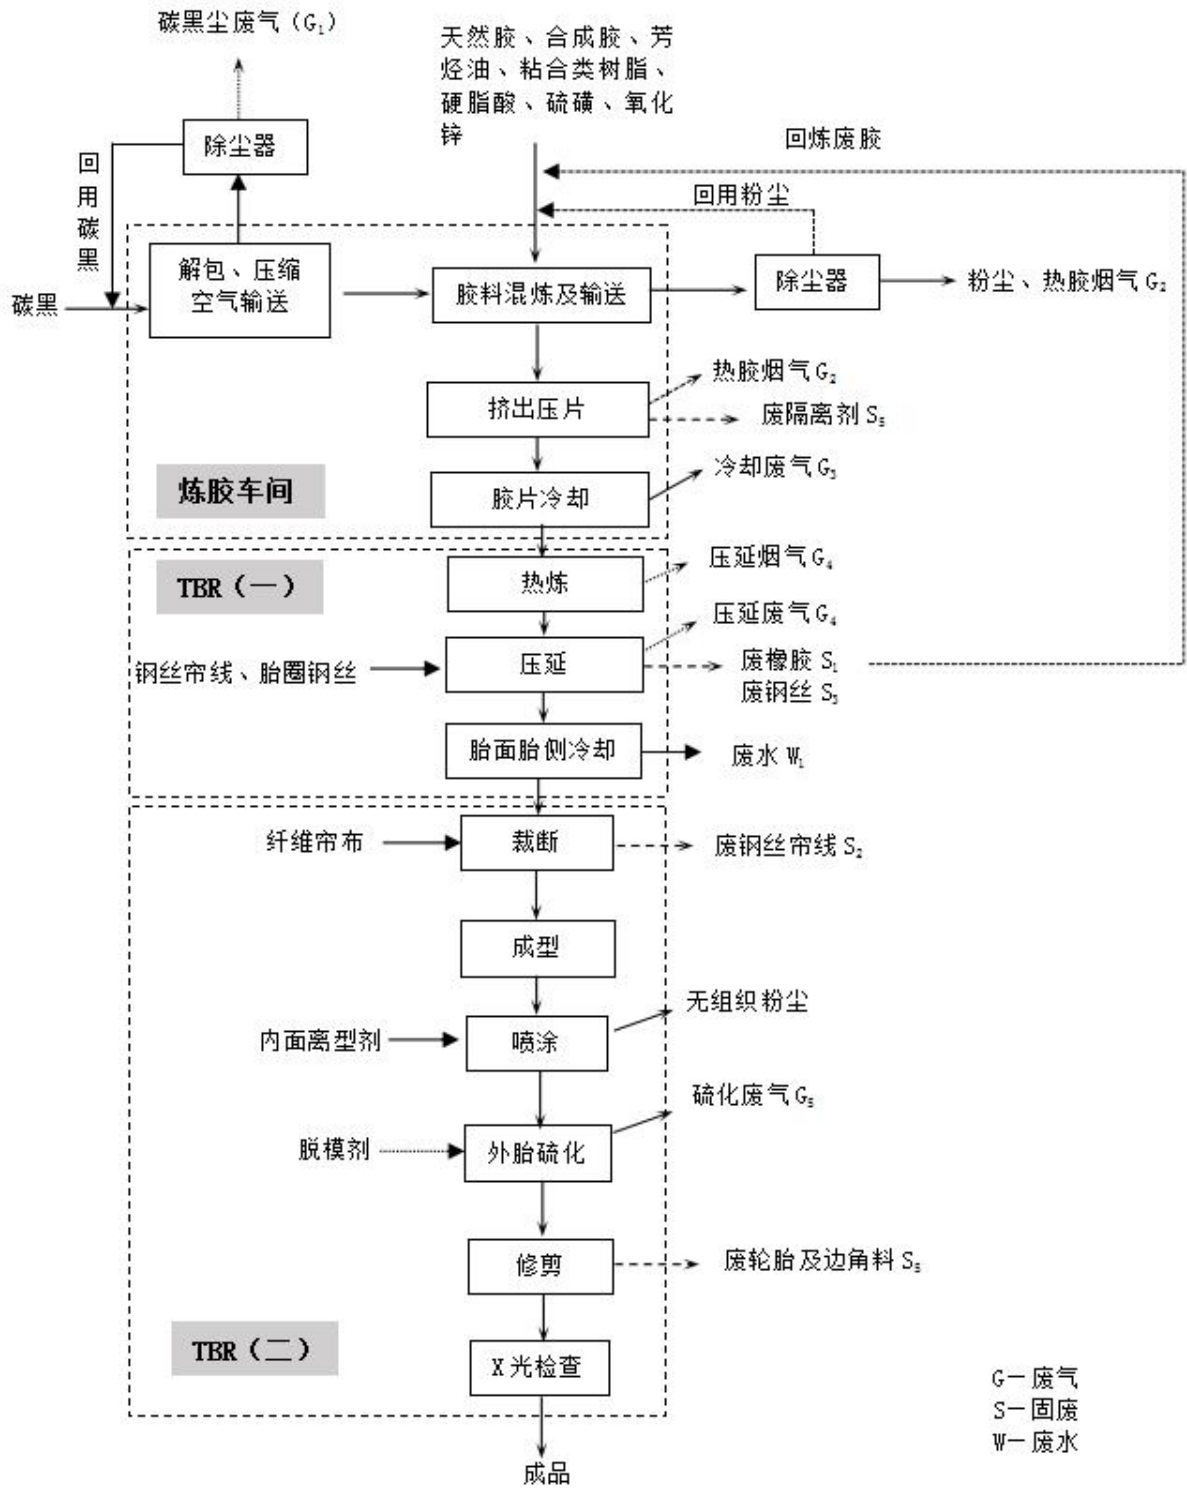 碳黑尘废气（G₁）
天然胶、合成胶、芳
烃油、粘合类树脂、
硬脂酸、硫磺、氧化
锌
除尘器
回炼废胶
回用碳黑
回用粉尘
解包、压缩
空气输送
碳黑
胶料混炼及输送
除尘器
粉尘、热胶烟气 G₂
热胶烟气 G₂
挤出压片
废隔离剂 S₅
冷却废气 G₃
炼胶车间
胶片冷却
压延烟气 G₄
TBR（一）
热炼
压延废气 G₄
钢丝帘线、胎圈钢丝
压延
废橡胶 S₁
废钢丝 S₃
胎面胎侧冷却
废水 W₁
纤维帘布
裁断
废钢丝帘线 S₂
成型
无组织粉尘
内面离型剂
喷涂
硫化废气 G₅
脱模剂
外胎硫化
修剪
废轮胎及边角料 S₅
TBR（二）
X 光检查
G—废气
S—固废
W—废水
成品